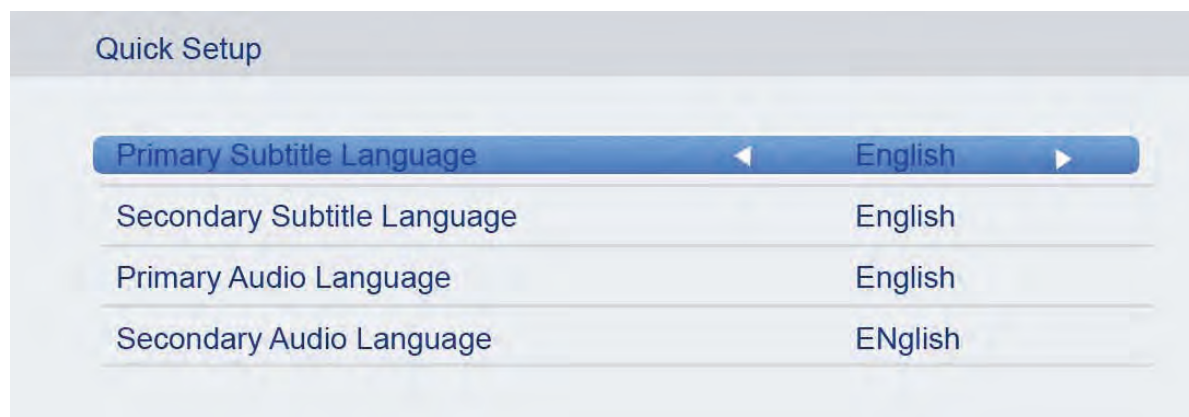 Quick Setup
Primary Subtitle Language English
Secondary Subtitle Language English
Primary Audio Language English
Secondary Audio Language ENglish